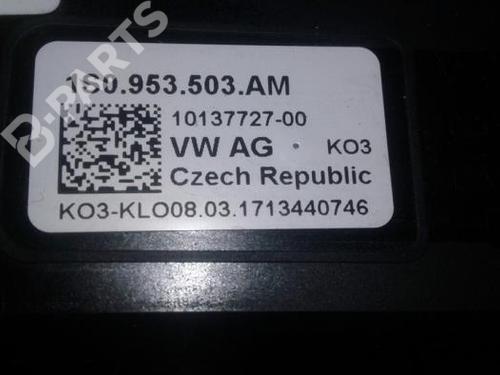 B-PARTS
1S0.953.503.AM
10137727-00
VW AG KO3
Czech Republic
KO3-KLO08.03.1713440746